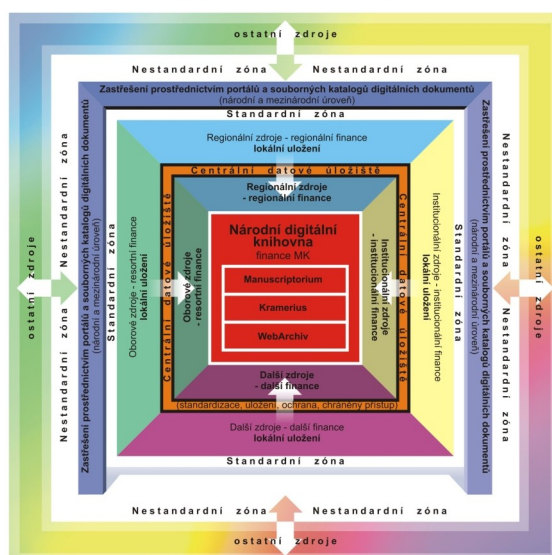 ostatní zdroje
Nestandardní zóna Nestandardní zóna
Zastřešení prostřednictvím portálů a souborných katalogů digitálních dokumentů
(národní a mezinárodní úroveň)
Standardní zóna
Regionální zdroje - regionální finance
lokální uložení
Centrální datové úložiště
Regionální zdroje
- regionální finance
ostatní zdroje
Nestandardní zóna Nestandardní zóna
Zastřešení prostřednictvím portálů a souborných katalogů digitálních dokumentů
(národní a mezinárodní úroveň)
Standardní zóna
Oborové zdroje - resortní finance
lokální uložení
Centrální datové úložiště
Oborové zdroje
- resortní finance
Národní digitální
knihovna
finance MK
Manuscriptorium
Kramerius
WebArchiv
Institucionální zdroje
- institucionální finance
Centrální datové úložiště
Institucionální zdroje - institucionální finance
lokální uložení
Standardní zóna
Zastřešení prostřednictvím portálů a souborných katalogů digitálních dokumentů
(národní a mezinárodní úroveň)
Nestandardní zóna Nestandardní zóna
ostatní zdroje
Další zdroje
- další finance
(standardizace, uložení, ochrana, chráněný přístup)
Další zdroje - další finance
lokální uložení
Standardní zóna
Nestandardní zóna Nestandardní zóna
ostatní zdroje